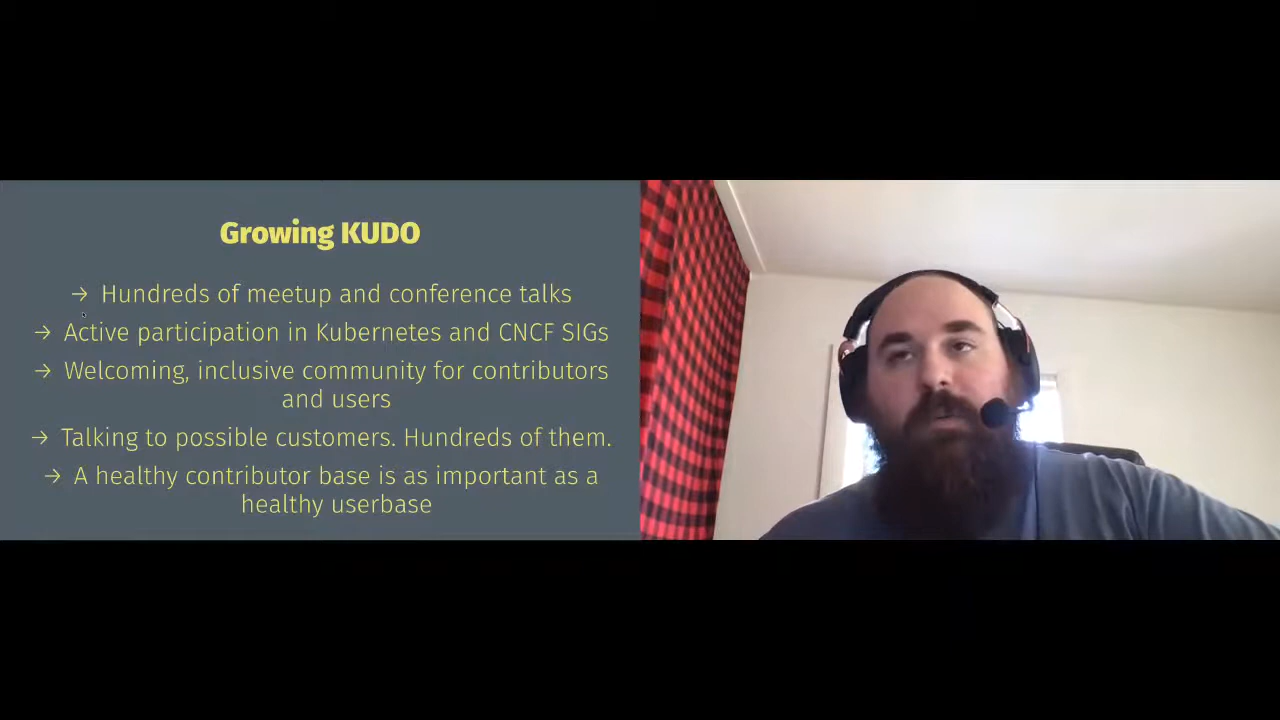 Growing KUDO
→ Hundreds of meetup and conference talks
→ Active participation in Kubernetes and CNCF SIGs
→ Welcoming, inclusive community for contributors
and users
→ Talking to possible customers. Hundreds of them.
→ A healthy contributor base is as important as a
healthy userbase